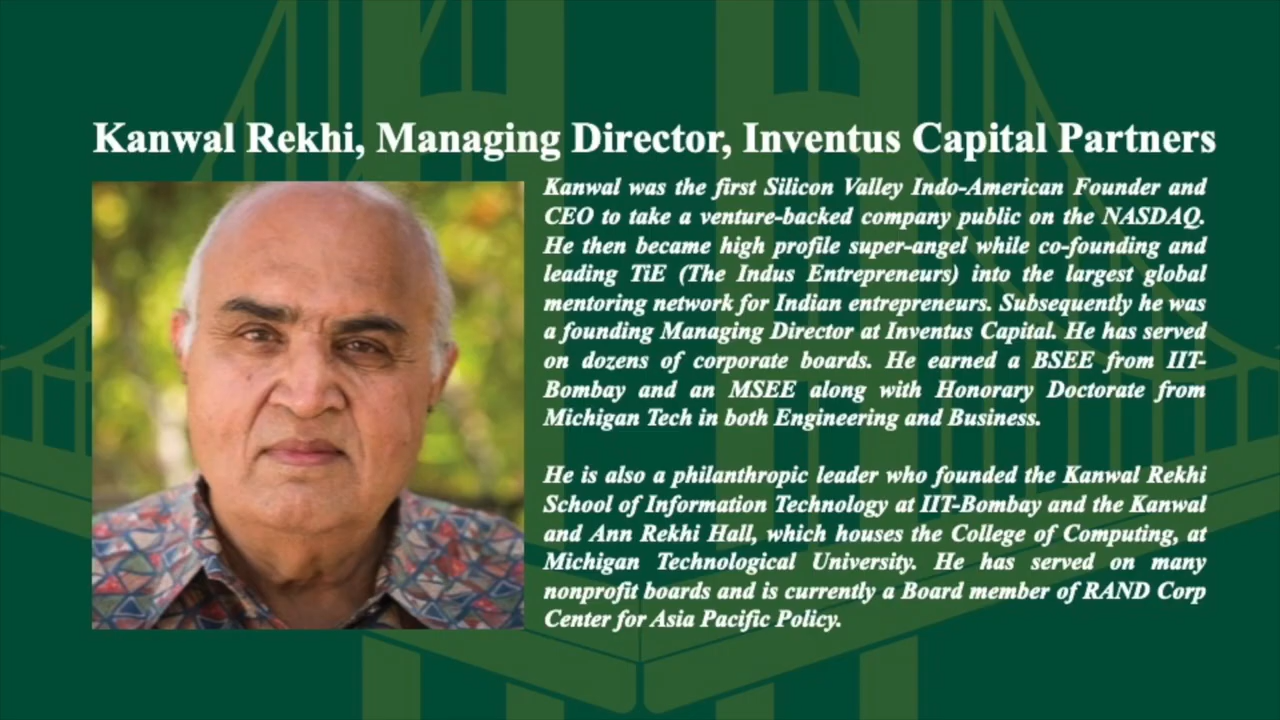 Kanwal Rekhi, Managing Director, Inventus Capital Partners
Kanwal was the first Silicon Valley Indo-American Founder and
CEO to take a venture-backed company public on the NASDAQ.
He then became high profile super-angel while co-founding and
leading TiE (The Indus Entrepreneurs) into the largest global
mentoring network for Indian entrepreneurs. Subsequently he was
a founding Managing Director at Inventus Capital. He has served
on dozens of corporate boards. He earned a BSEE from IIT-
Bombay and an MSEE along with Honorary Doctorate from
Michigan Tech in both Engineering and Business.
He is also a philanthropic leader who founded the Kanwal Rekhi
School of Information Technology at IIT-Bombay and the Kanwal
and Ann Rekhi Hall, which houses the College of Computing, at
Michigan Technological University. He has served on many
nonprofit boards and is currently a Board member of RAND Corp
Center for Asia Pacific Policy.